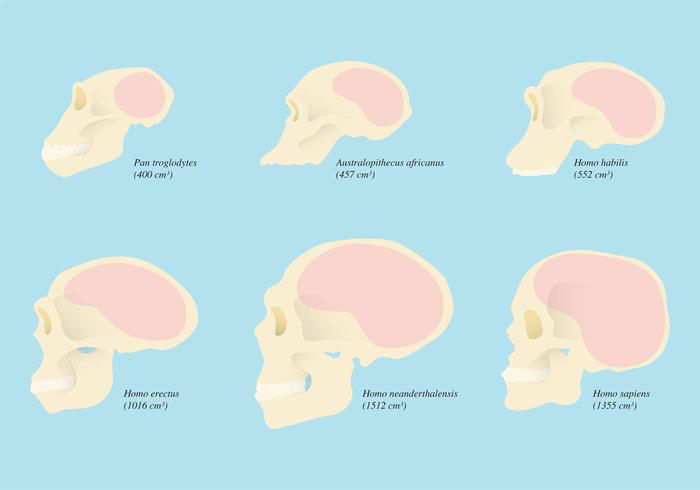 Pan troglodytes
(400 cm³)
Australopithecus africanus
(457 cm³)
Homo habilis
(552 cm³)
Homo erectus
(1016 cm³)
Homo neanderthalensis
(1512 cm³)
Homo sapiens
(1355 cm³)